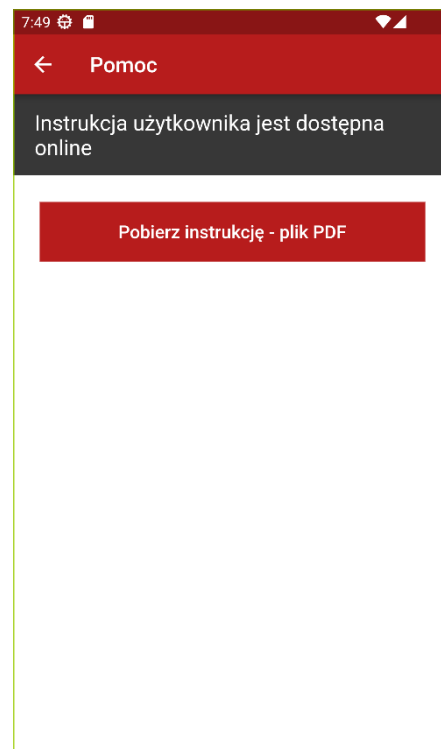 7:49
Pomoc
Instrukcja użytkownika jest dostępna
online
Pobierz instrukcję - plik PDF